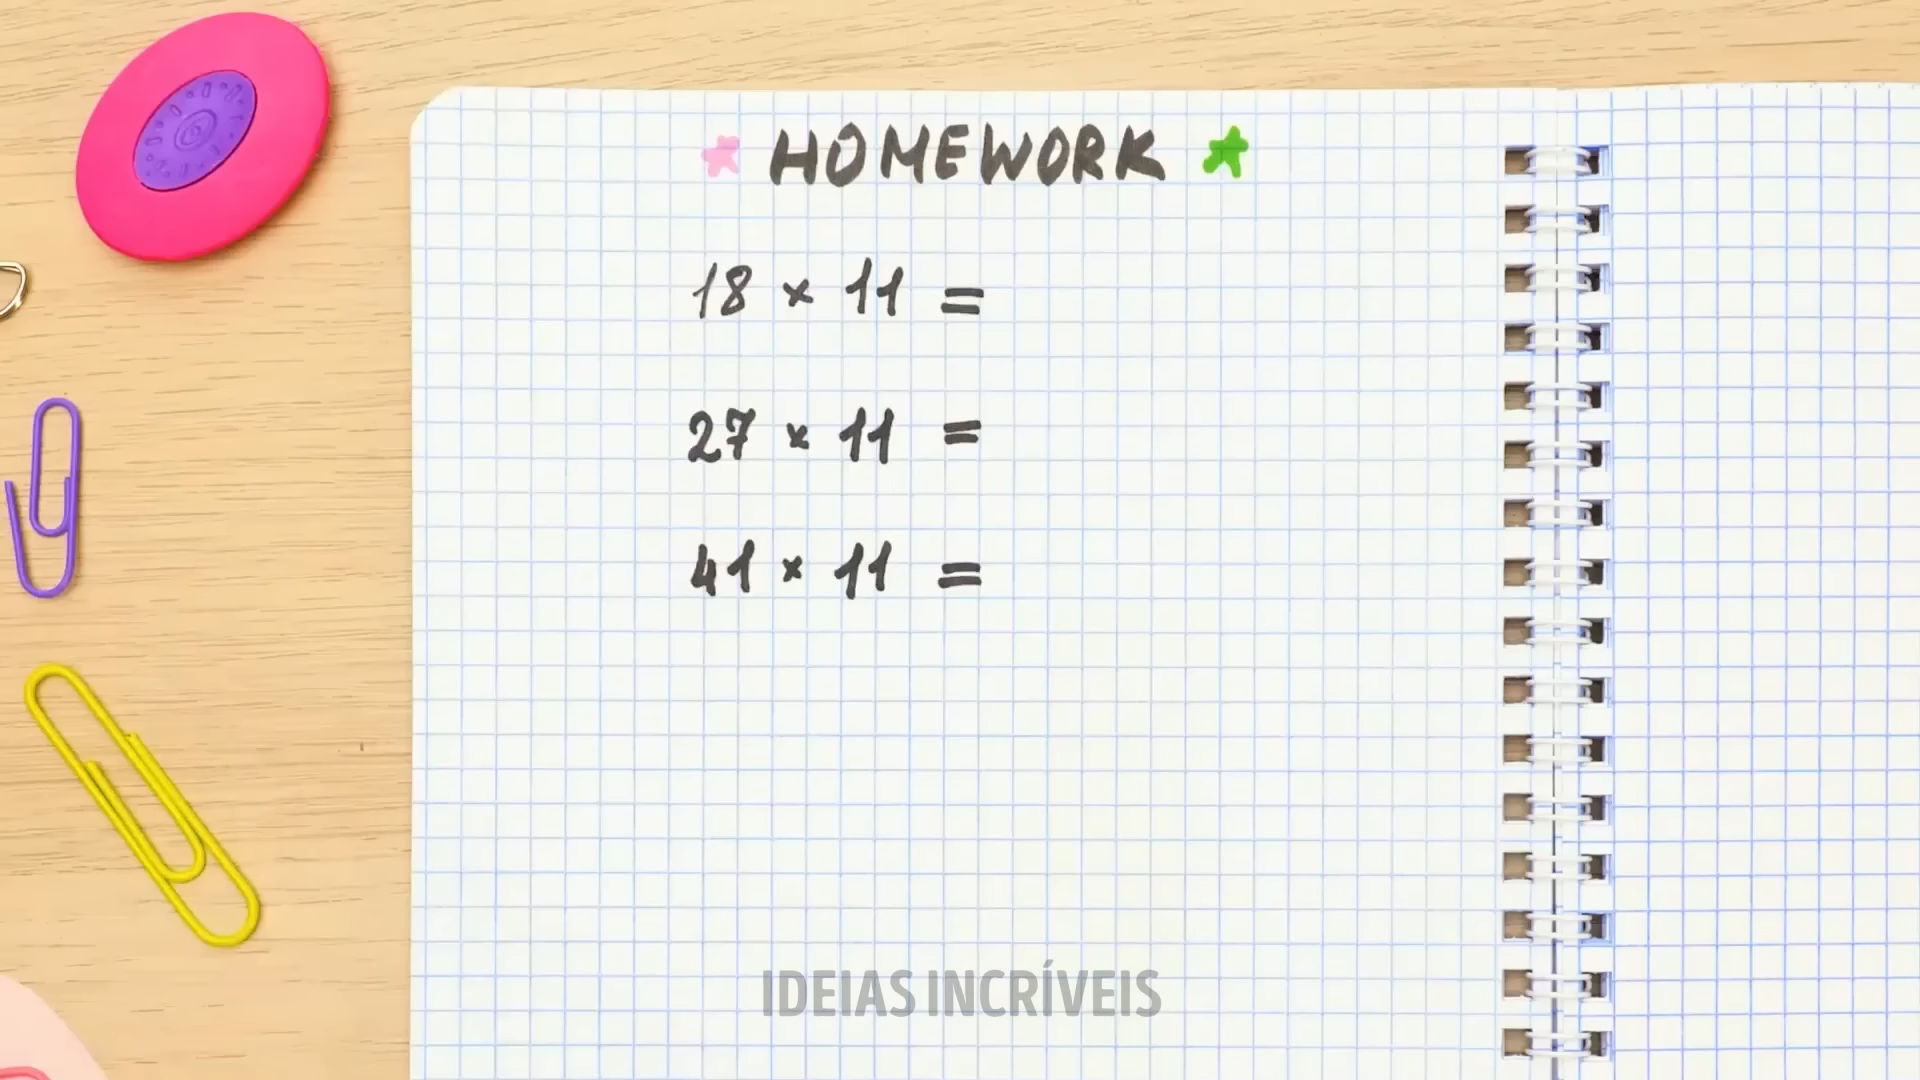 HOMEWORK
18 × 11 =
27 × 11 =
41 × 11 =
IDEIAS INCRÍVEIS